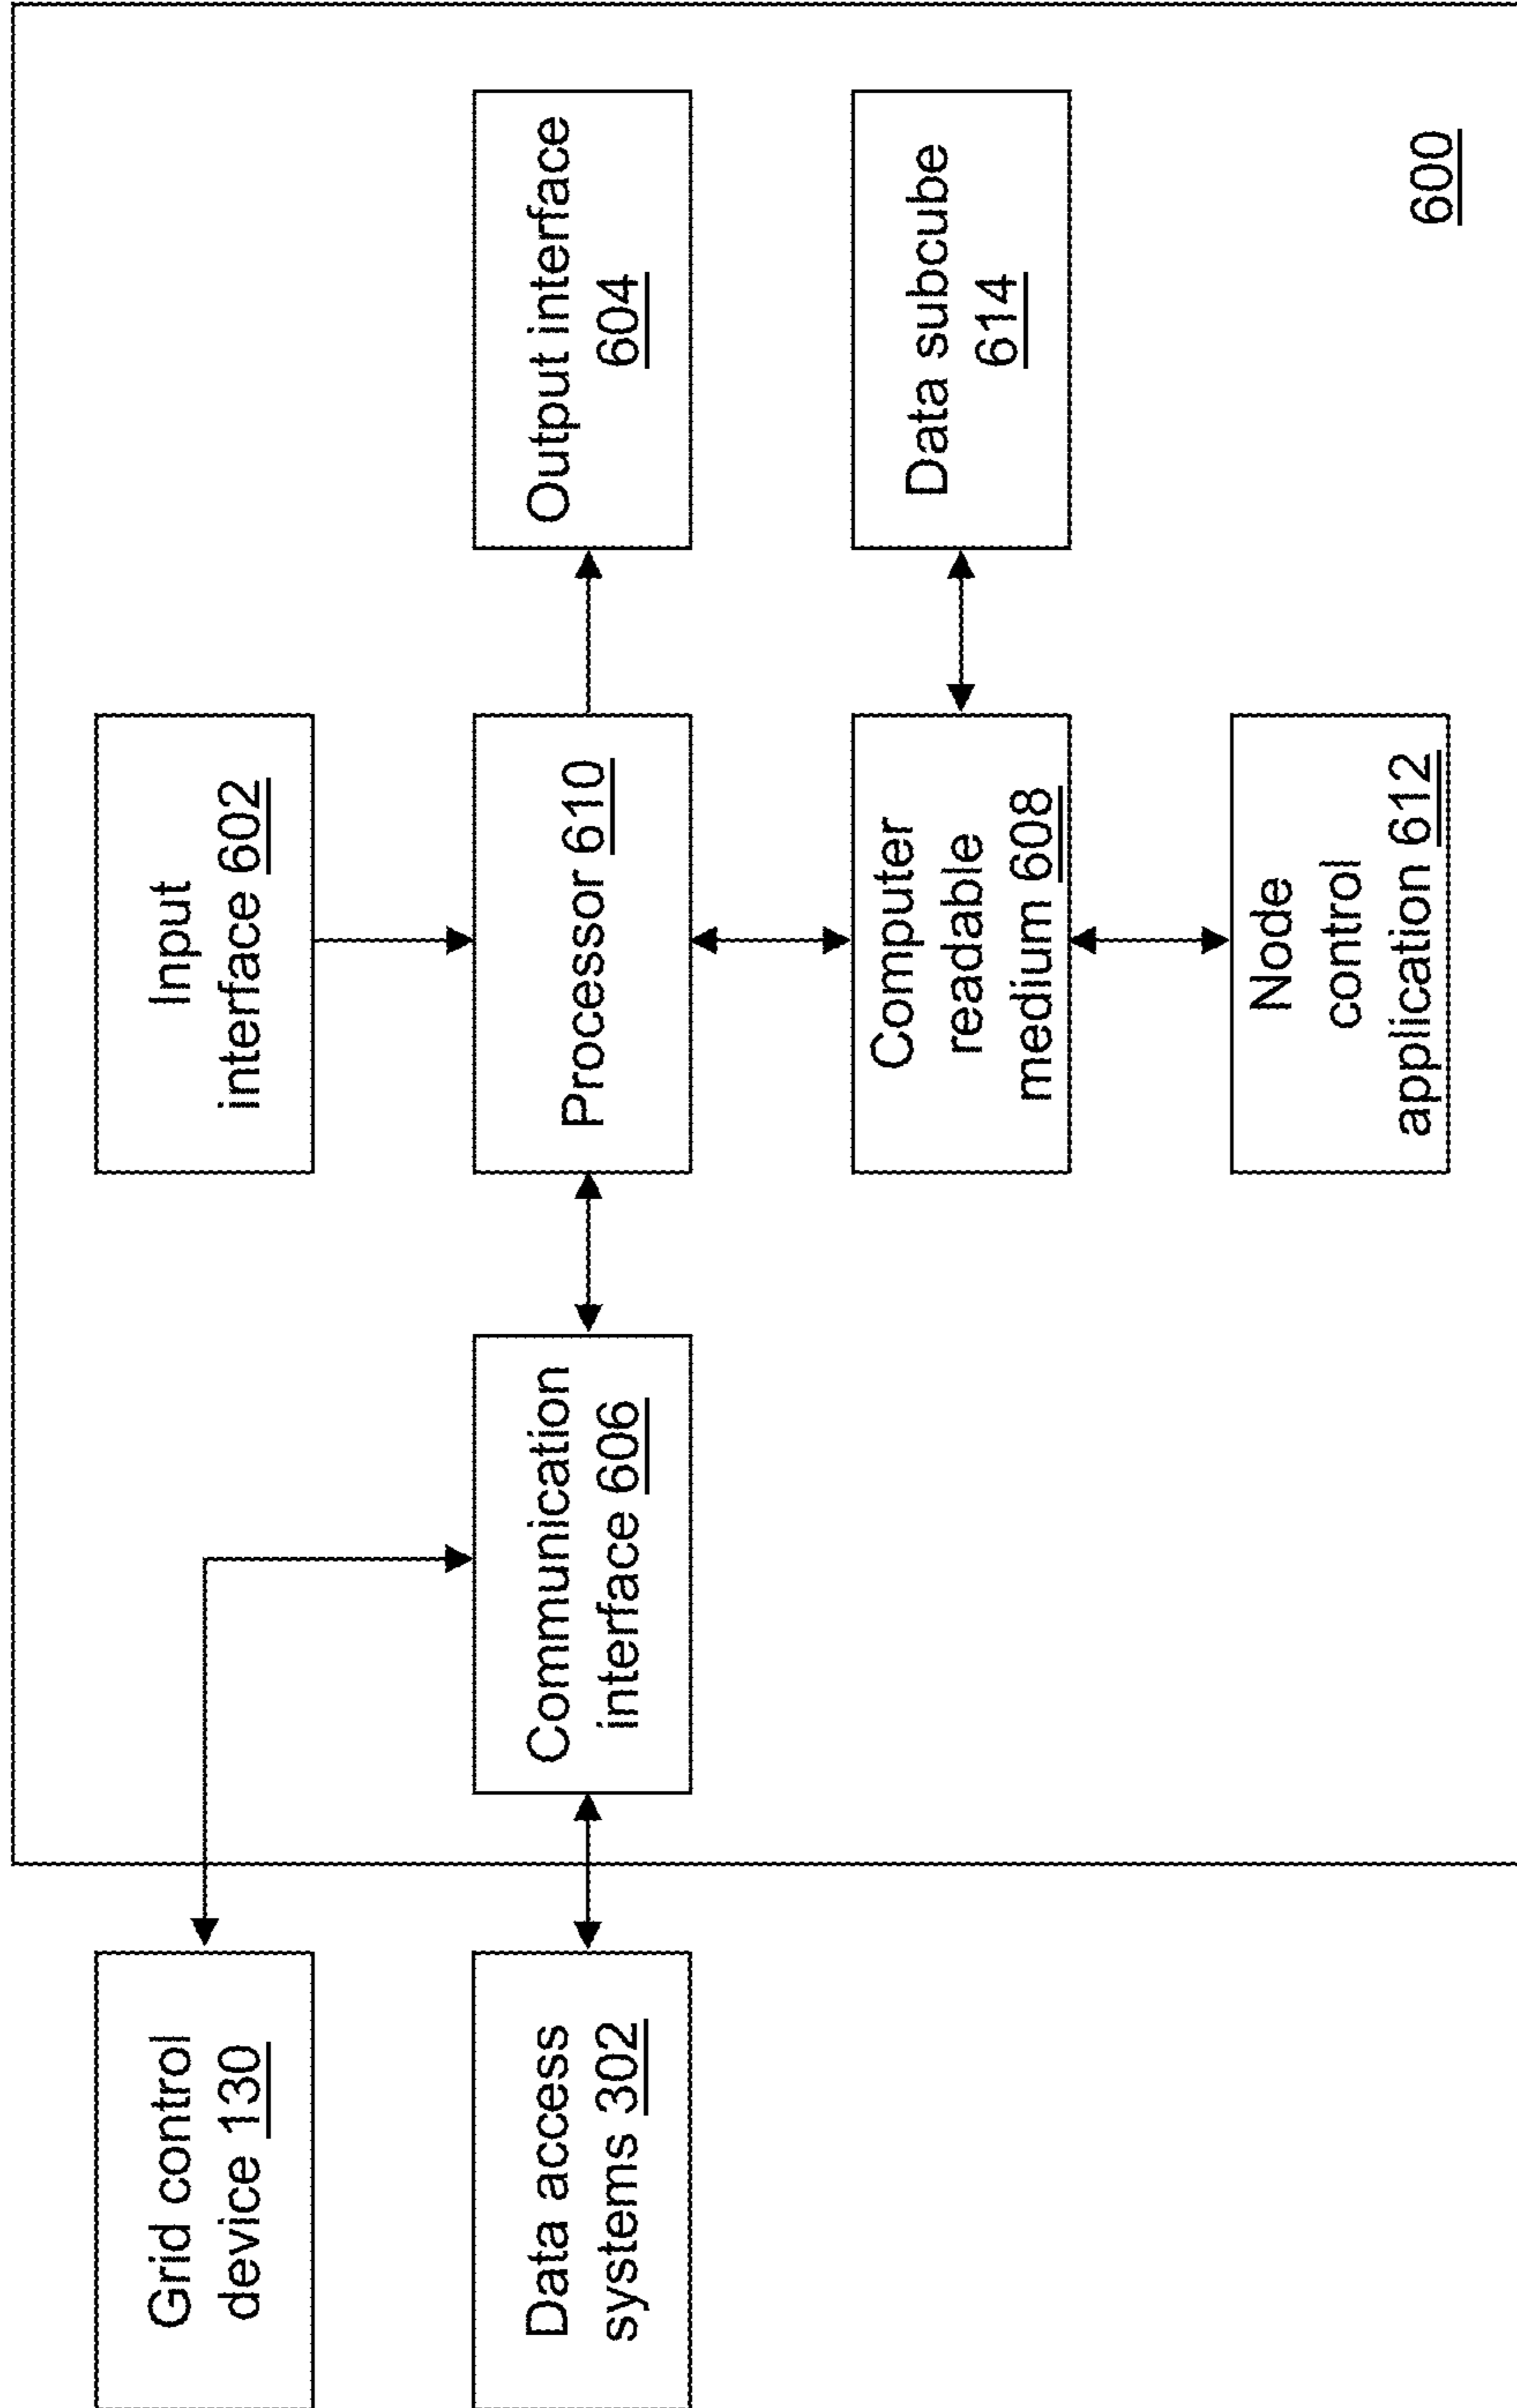 Grid control
device 130
Data access
systems 302
Communication
interface 606
Input
interface 602
Processor 610
Computer
readable
medium 608
Node
control
application 612
Output interface
604
Data subcube
614
600